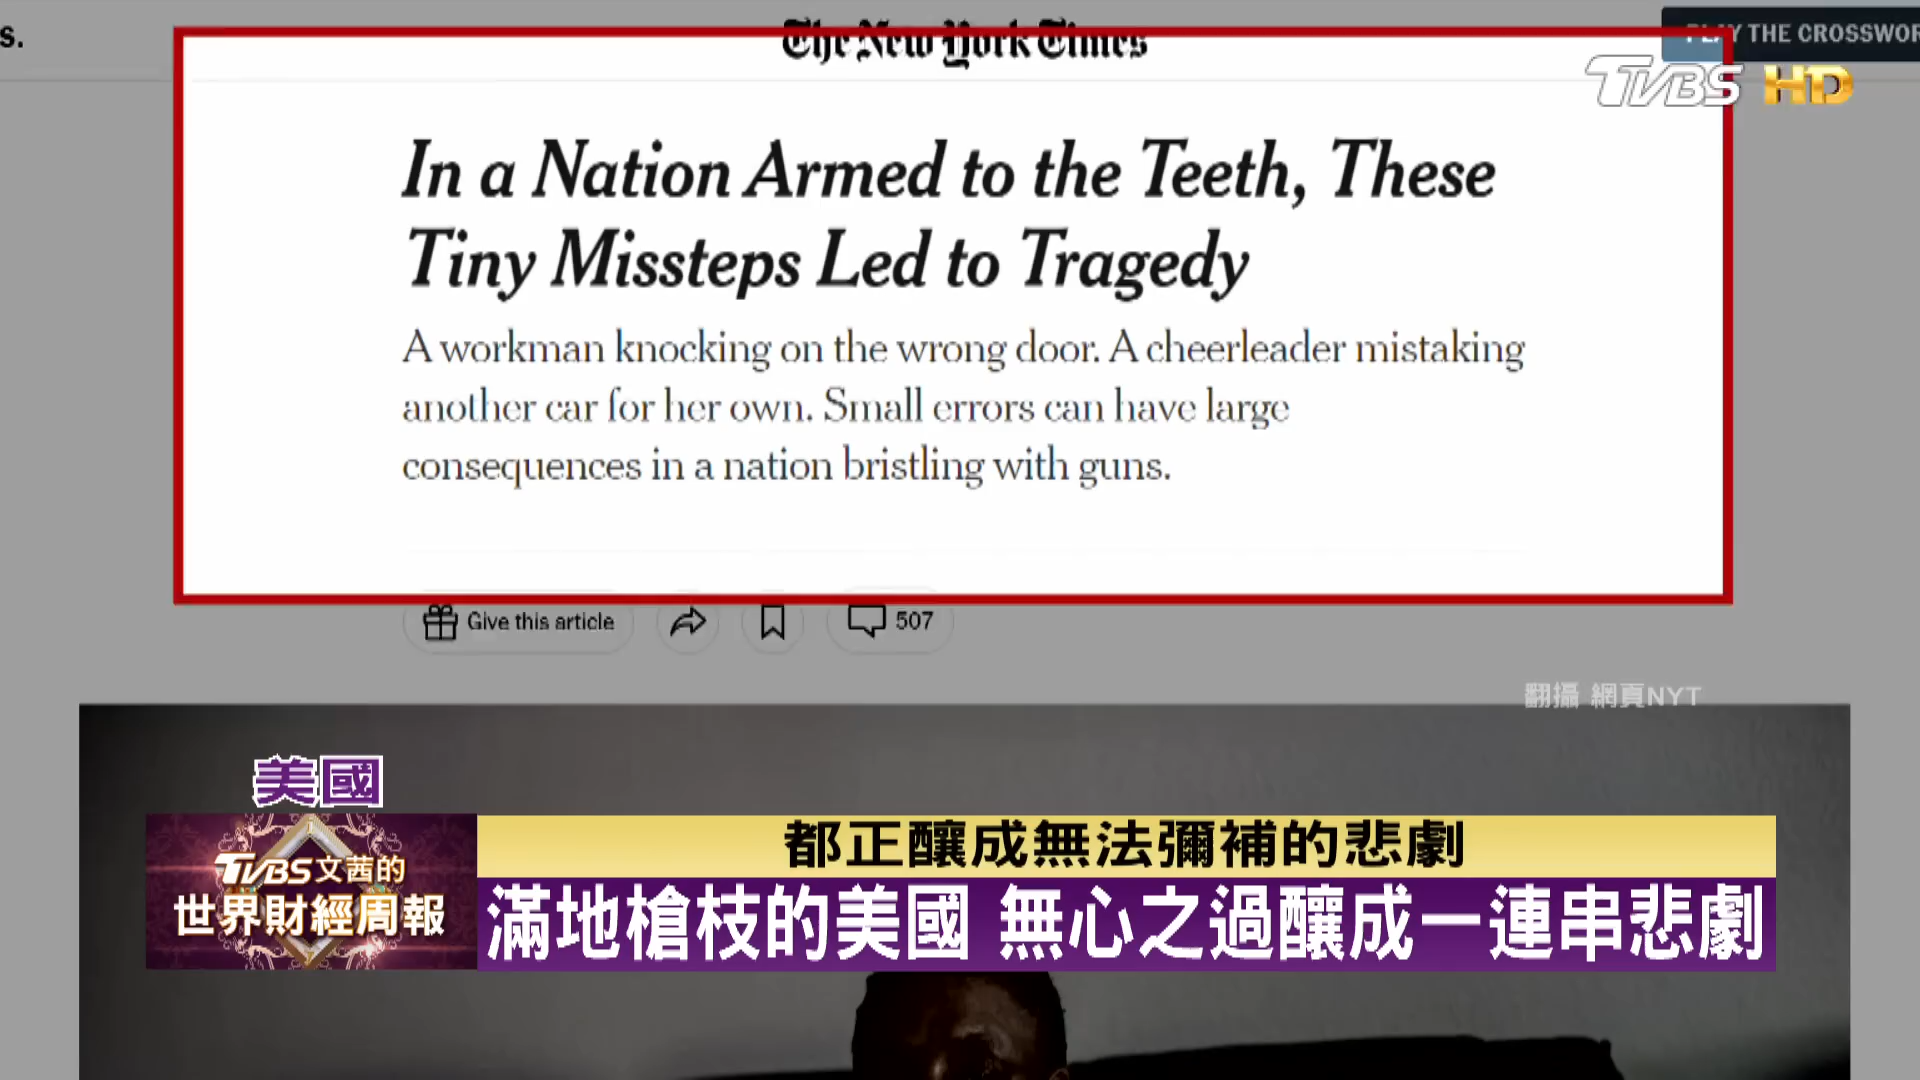 s.
The New York Times
PLAY THE CROSSWOR
TVBS HD
In a Nation Armed to the Teeth, These
Tiny Missteps Led to Tragedy
A workman knocking on the wrong door. A cheerleader mistaking
another car for her own. Small errors can have large
consequences in a nation bristling with guns.
Give this article
507
翻攝 網頁NYT
美國
TVBS文茜的
世界財經周報
都正釀成無法彌補的悲劇
滿地槍枝的美國 無心之過釀成一連串悲劇